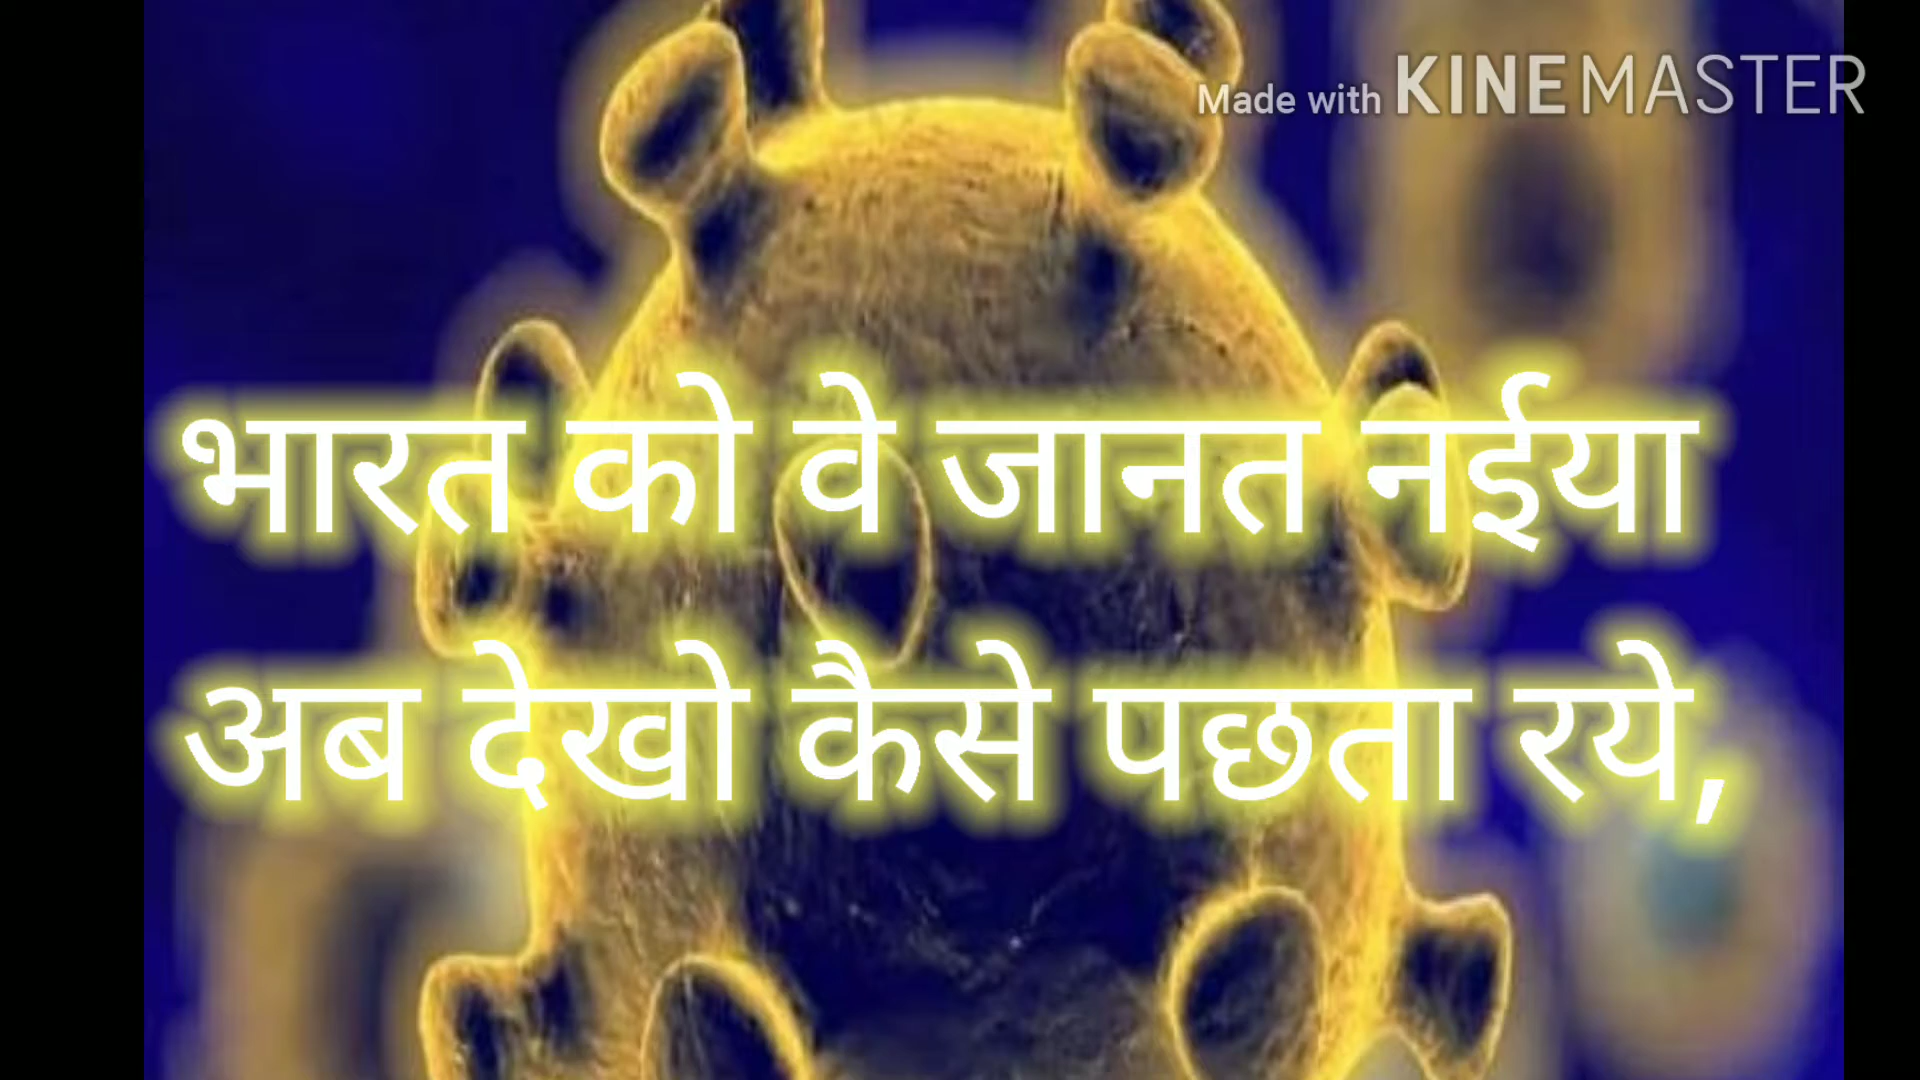 Made with KINEMASTER
भारत को वे जानत नईया
अब देखो कैसे पछता रये,